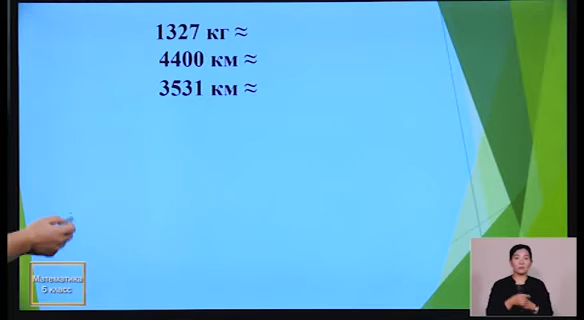 1327 кг ≈
4400 км ≈
3531 км ≈
Математика
5 класс